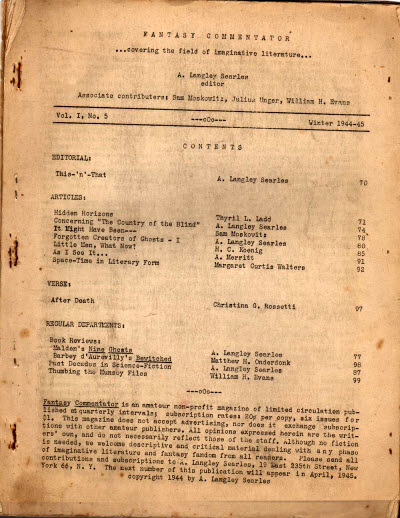 FANTASY COMMENTATOR
...covering the field of imaginative literature...
A. Langley Searles
editor
Associate contributers: Sam Moskowitz, Julius Unger, William H. Evans
Vol. I, No. 5 ---oOo--- Winter 1944-45
CONTENTS
EDITORIAL:
This-'n'-That A. Langley Searles 70
ARTICLES:
Hidden Horizons Thyril L. Ladd 71
Concerning "The Country of the Blind" A. Langley Searles 74
It Might Have Been--- Sam Moskowitz 78
Forgotten Creators of Ghosts - I A. Langley Searles 80
Little Men, What Now? H. C. Koenig 85
As I See It... A. Merritt 91
Space-Time in Literary Form Margaret Curtis Walters 92
VERSE:
After Death Christina G. Rossetti 97
REGULAR DEPARTMENTS:
Book Reviews:
Malden's Nine Ghosts A. Langley Searles 77
Barbey d'Aurevilly's Bewitched Matthew H. Onderdonk 98
Past Decades in Science-Fiction A. Langley Searles 87
Thumbing the Munsey Files William H. Evans 99
---oOo---
Fantasy Commentator is an amateur non-profit magazine of limited circulation pub-
lished at quarterly intervals; subscription rates: 20¢ per copy, six issues for
$1. This magazine does not accept advertising, nor does it exchange subscrip-
tions with other amateur publishers. All opinions expressed herein are the writ-
ers' own, and do not necessarily reflect those of the staff. Although no fiction
is needed, we welcome descriptive and critical material dealing with any phase
of imaginative literature and fantasy fandom from all readers. Please send all
contributions and subscriptions to A. Langley Searles, 19 East 235th Street, New
York 66, N. Y. The next number of this publication will appear in April, 1945.
copyright 1944 by A. Langley Searles